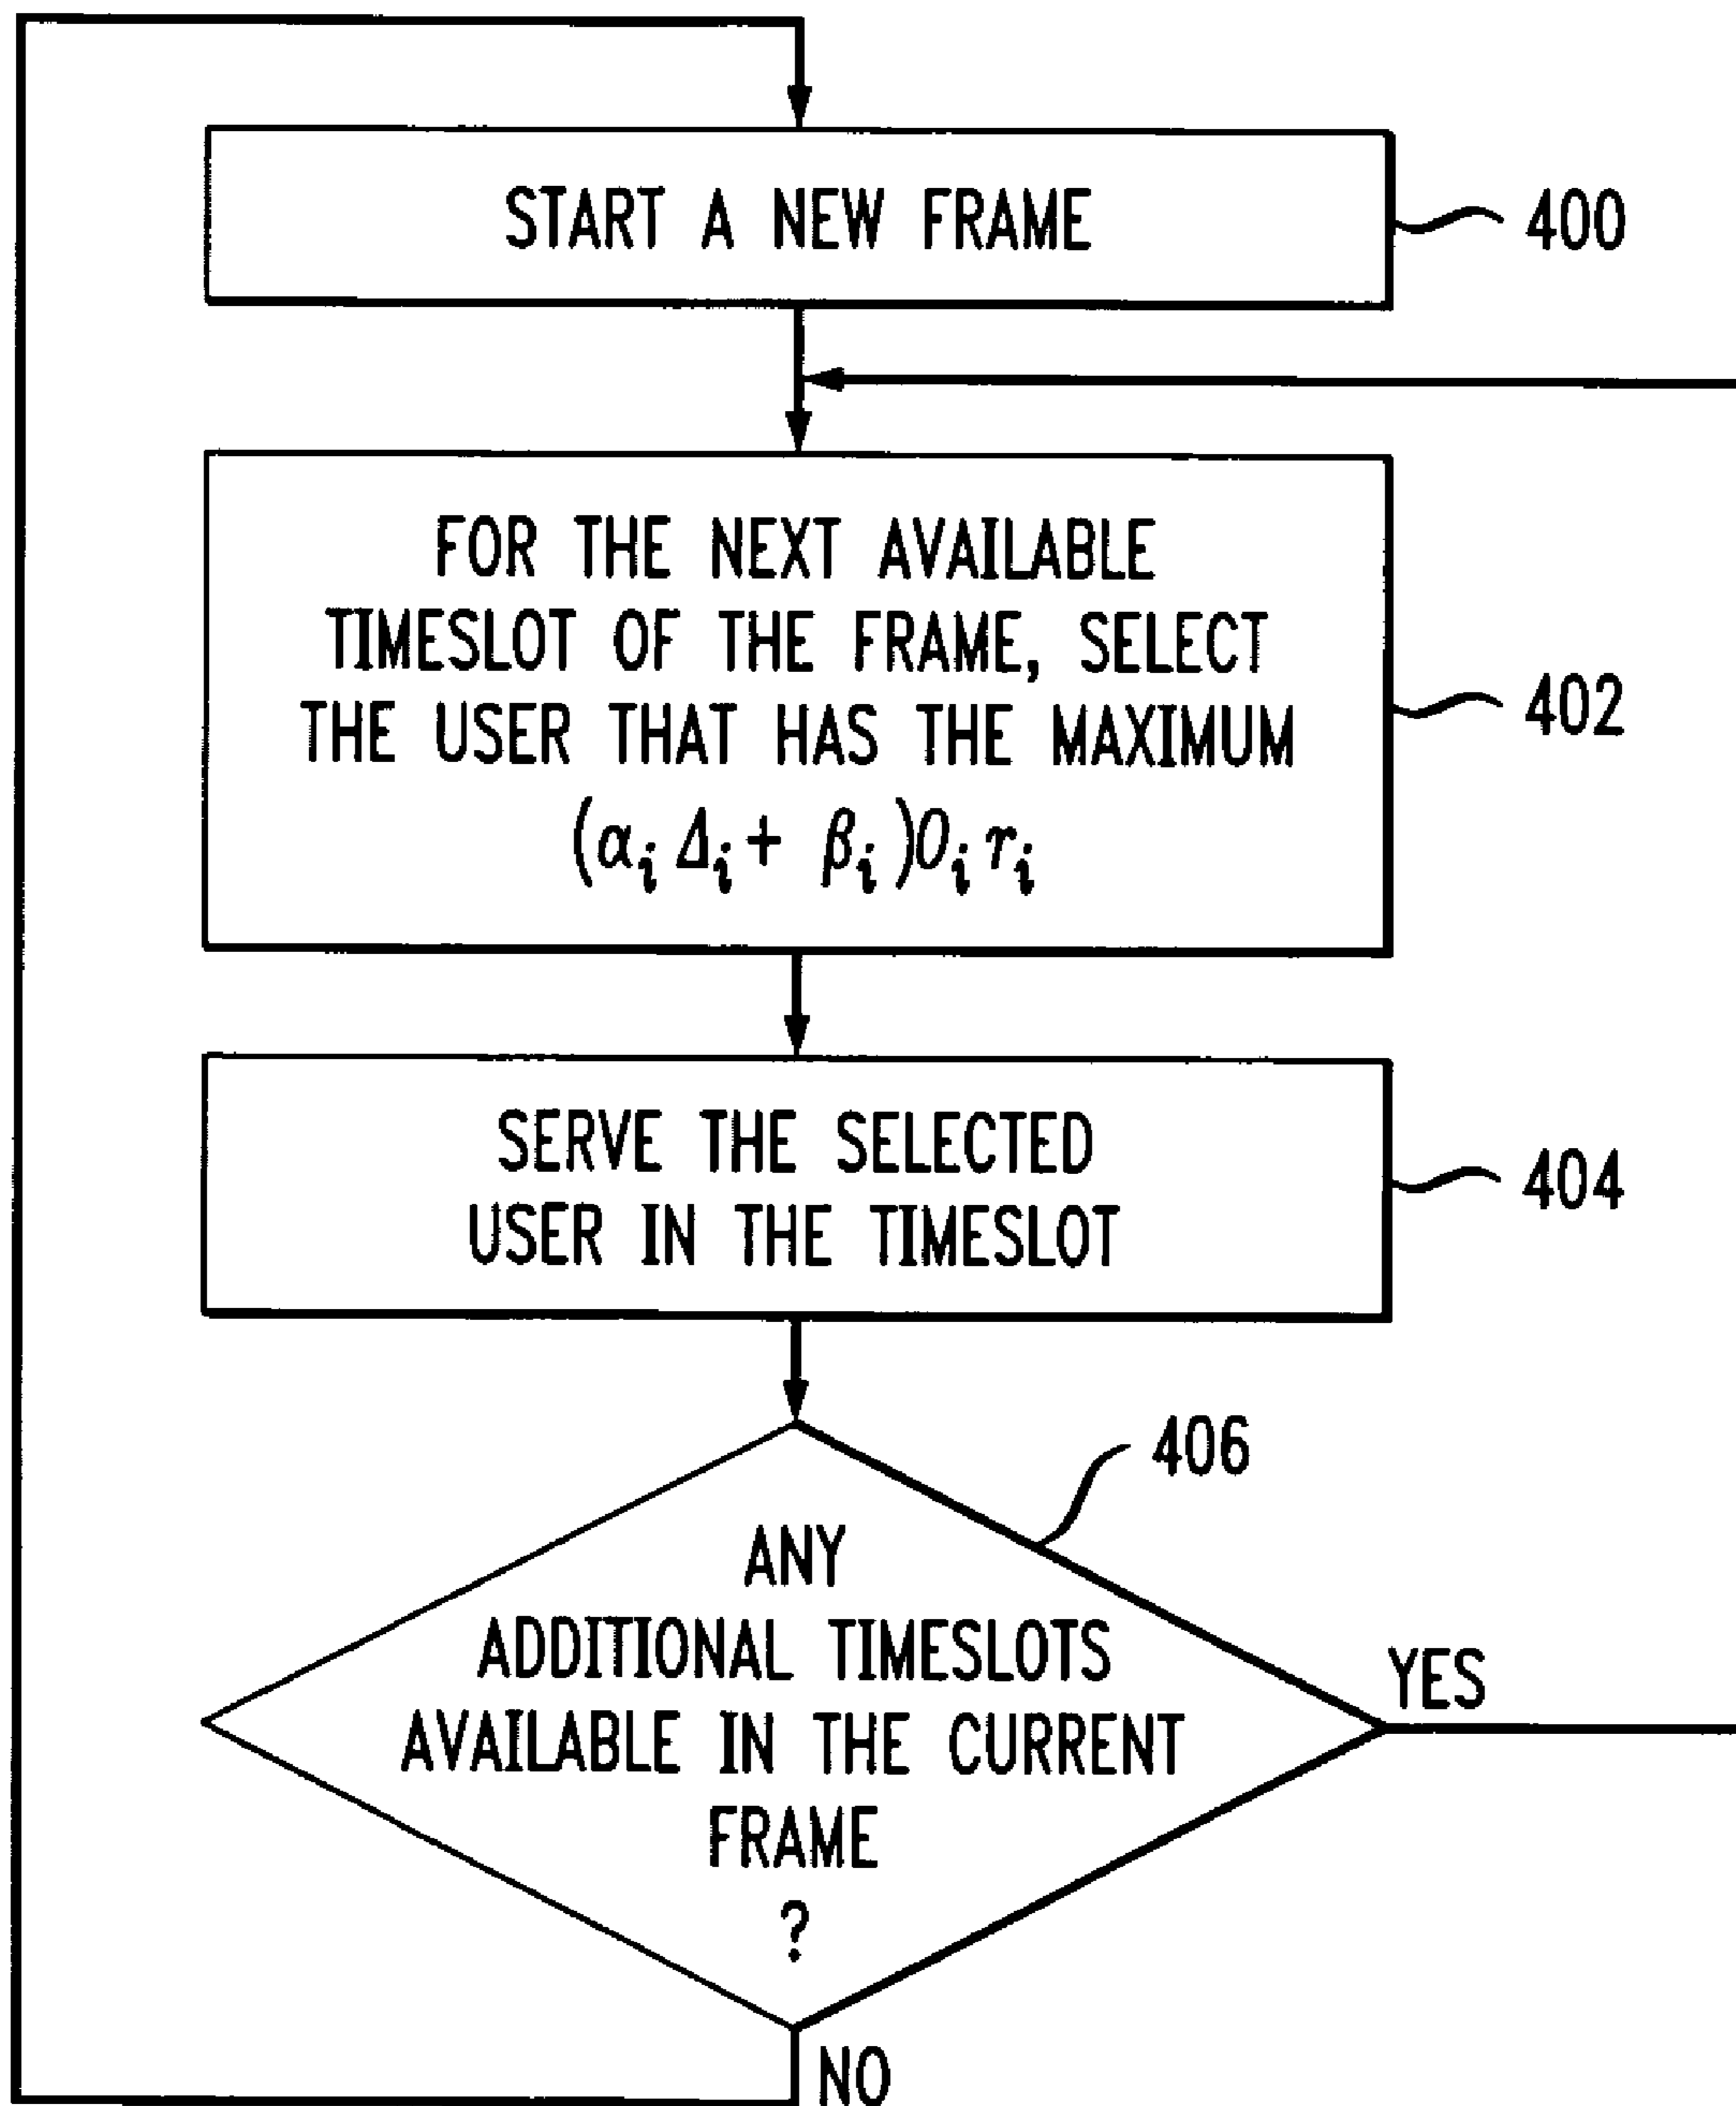 START A NEW FRAME
400
FOR THE NEXT AVAILABLE
TIMESLOT OF THE FRAME, SELECT
THE USER THAT HAS THE MAXIMUM
(αᵢ Δᵢ + βᵢ)Oᵢ rᵢ
402
SERVE THE SELECTED
USER IN THE TIMESLOT
404
406
ANY
ADDITIONAL TIMESLOTS
AVAILABLE IN THE CURRENT
FRAME
?
YES
NO